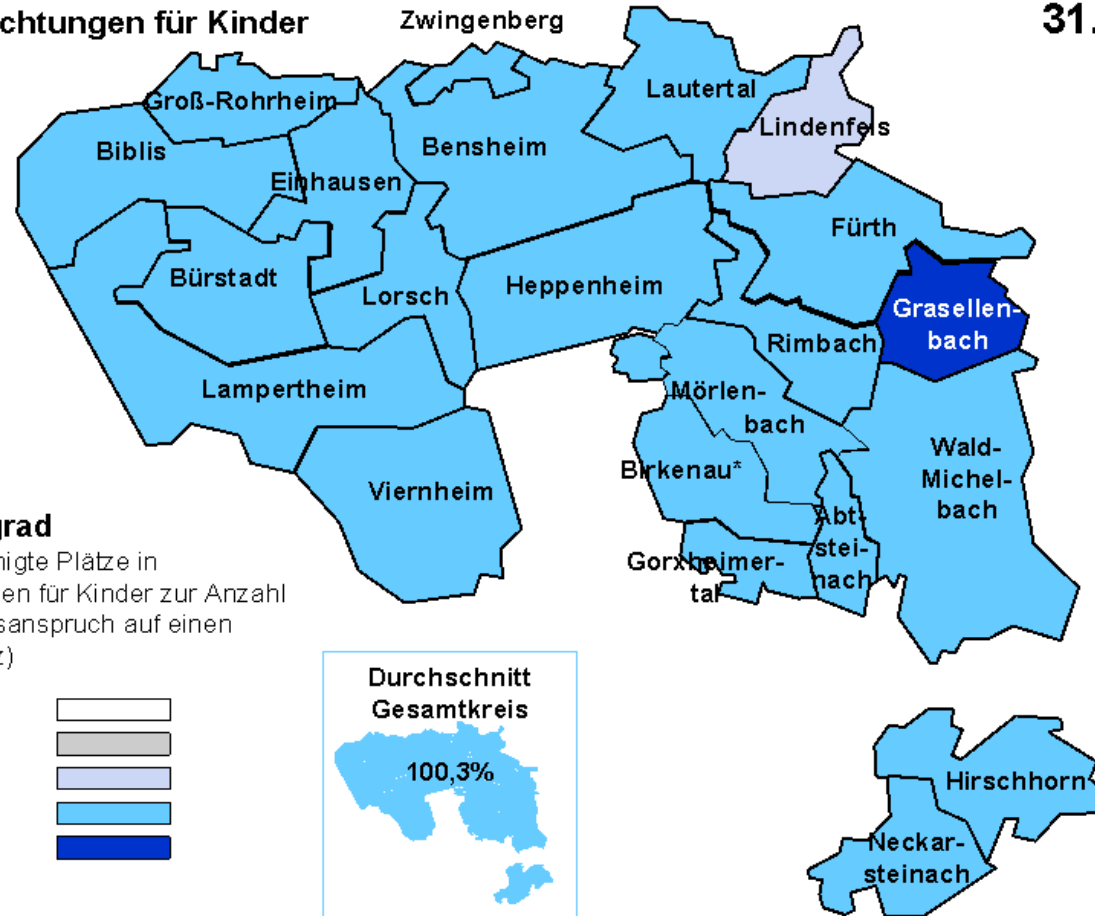 chtungen für Kinder
Zwingenberg
31.
Groß-Rohrheim
Lautertal
Lindenfels
Biblis
Bensheim
Einhausen
Fürth
Bürstadt
Lorsch
Heppenheim
Grasellen-
bach
Rimbach
Lampertheim
Mörlen-
bach
Wald-
Michel-
bach
Birkenau*
Viernheim
Abt-
stei-
nach
Gorxheimer-
tal
grad
nigte Plätze in
en für Kinder zur Anzahl
sanspruch auf einen
z)
Durchschnitt
Gesamtkreis
100,3%
Hirschhorn
Neckar-
steinach